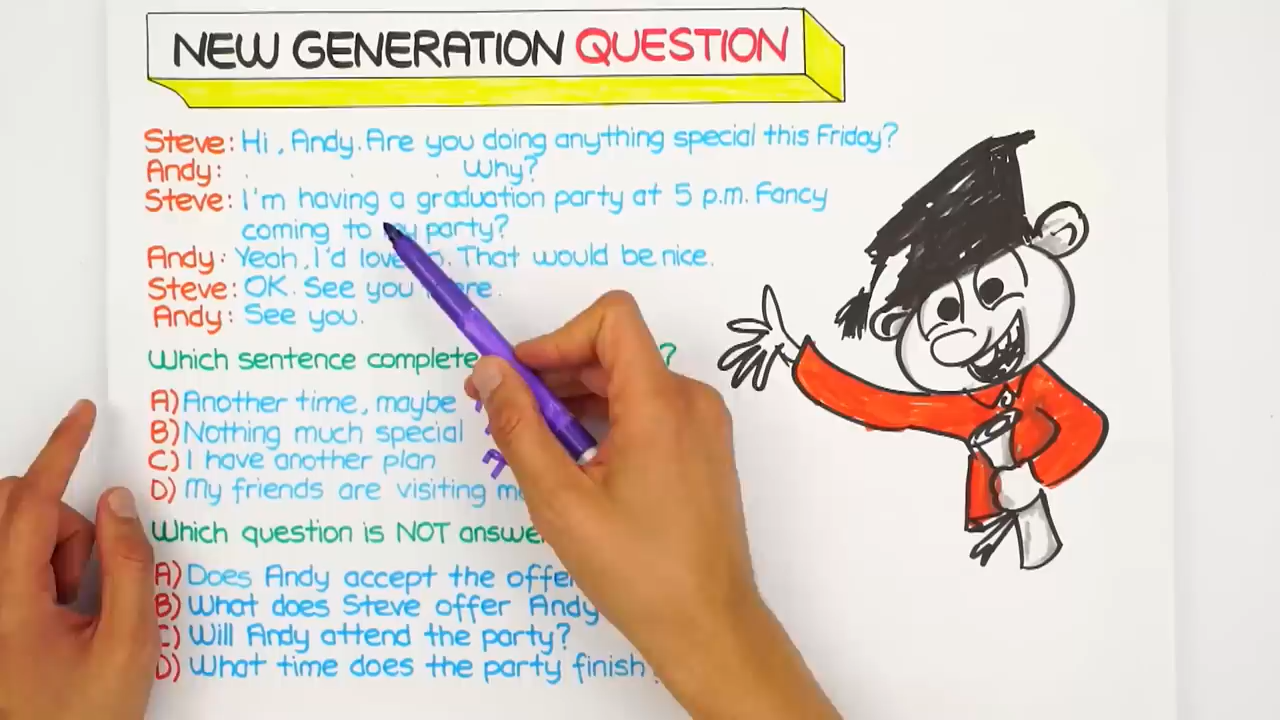 NEW GENERATION QUESTION
Steve: Hi, Andy. Are you doing anything special this Friday?
Andy: . . . Why?
Steve: I'm having a graduation party at 5 p.m. Fancy
coming to my party?
Andy: Yeah, I'd love . That would be nice.
Steve: OK. See you .
Andy: See you.
Which sentence ?
A) Another time, maybe
B) Nothing much special
C) I have another plan
D) My friends are visiting
Which question is NOT
A) Does Andy accept the
B) What does Steve offer Andy
C) Will Andy attend the party?
D) What time does the party finish